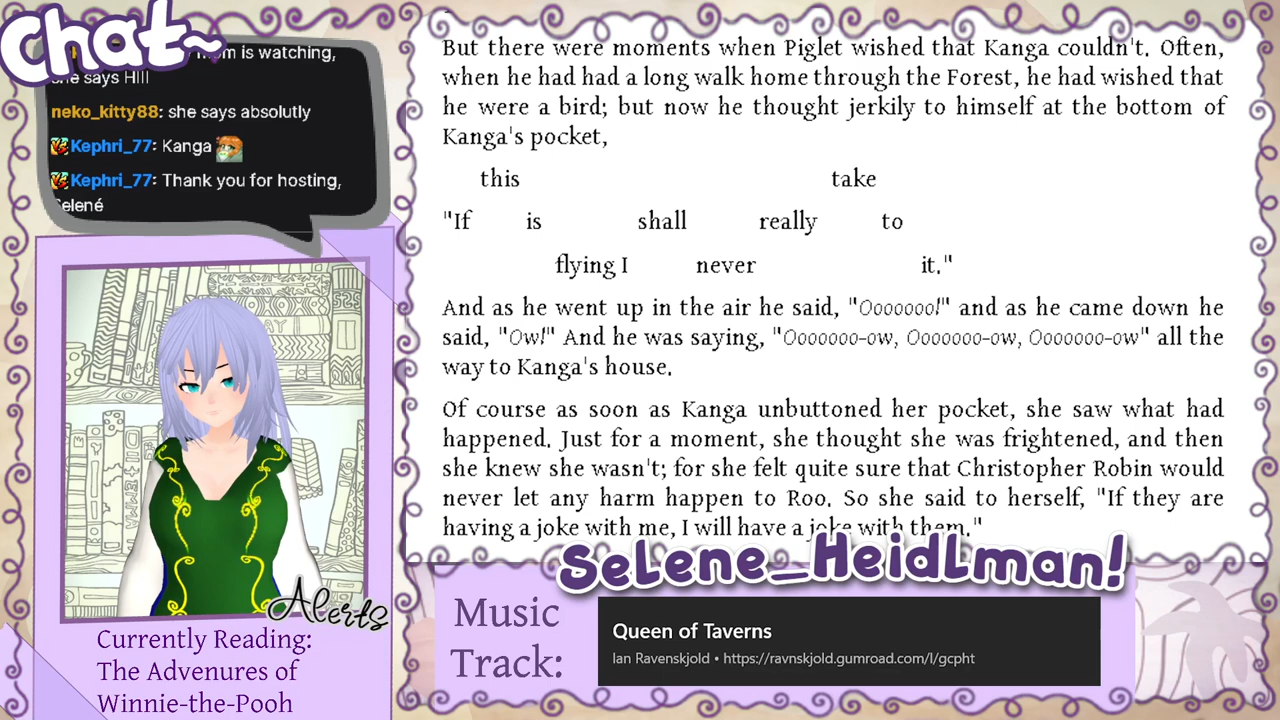 Chat~
mom is watching,
she says HIII
neko_kitty88: she says absolutly
Kephri_77: Kanga
Kephri_77: Thank you for hosting,
Selené
But there were moments when Piglet wished that Kanga couldn't. Often,
when he had had a long walk home through the Forest, he had wished that
he were a bird; but now he thought jerkily to himself at the bottom of
Kanga's pocket,
this take
"If is shall really to
flying I never it."
And as he went up in the air he said, "Ooooooo!" and as he came down he
said, "Ow!" And he was saying, "Ooooooo-ow, Ooooooo-ow, Ooooooo-ow" all the
way to Kanga's house.
Of course as soon as Kanga unbuttoned her pocket, she saw what had
happened. Just for a moment, she thought she was frightened, and then
she knew she wasn't; for she felt quite sure that Christopher Robin would
never let any harm happen to Roo. So she said to herself, "If they are
having a joke with me, I will have a joke with them."
Selene_Heidlman!
Alerts
Currently Reading:
The Advenures of
Winnie-the-Pooh
Music
Track:
Queen of Taverns
Ian Ravenskjold • https://ravnskjold.gumroad.com/l/gcpht